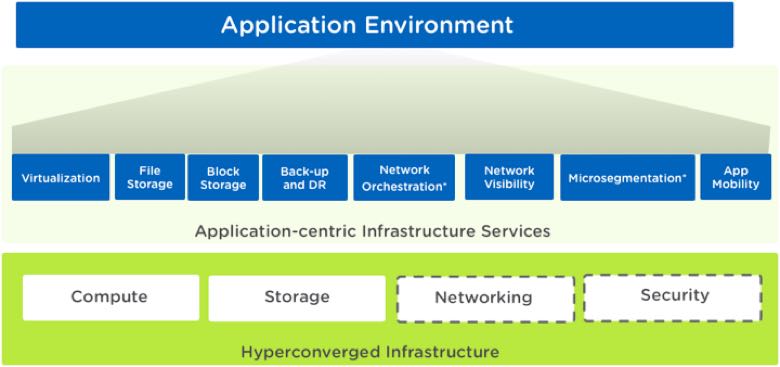 Application Environment
Virtualization
File
Storage
Block
Storage
Back-up
and DR
Network
Orchestration*
Network
Visibility
Microsegmentation*
App
Mobility
Application-centric Infrastructure Services
Compute
Storage
Networking
Security
Hyperconverged Infrastructure